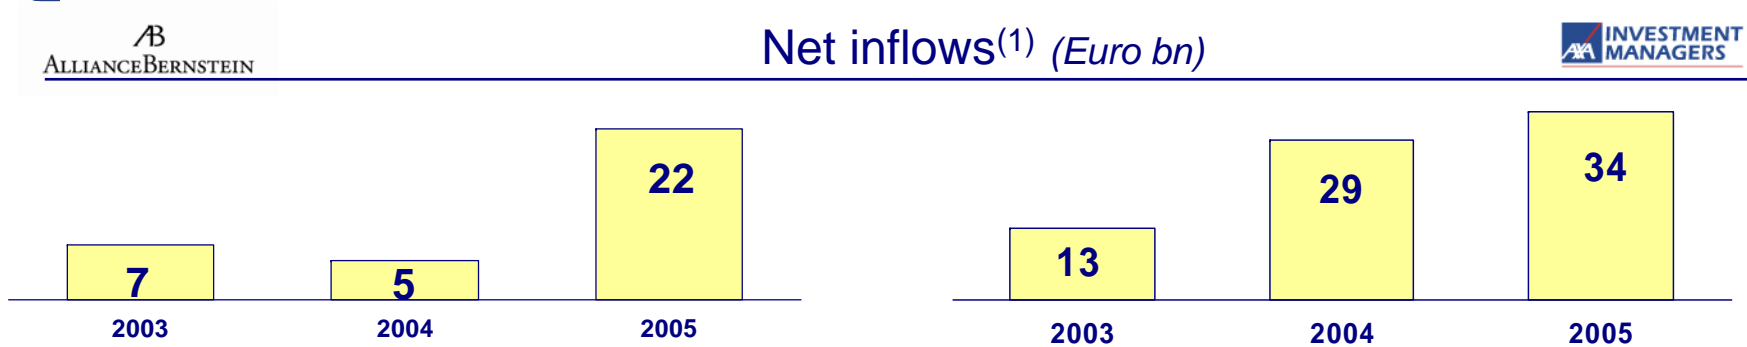 AB
ALLIANCEBERNSTEIN
Net inflows(1) (Euro bn)
AXA INVESTMENT
MANAGERS
7
5
22
2003
2004
2005
13
29
34
2003
2004
2005